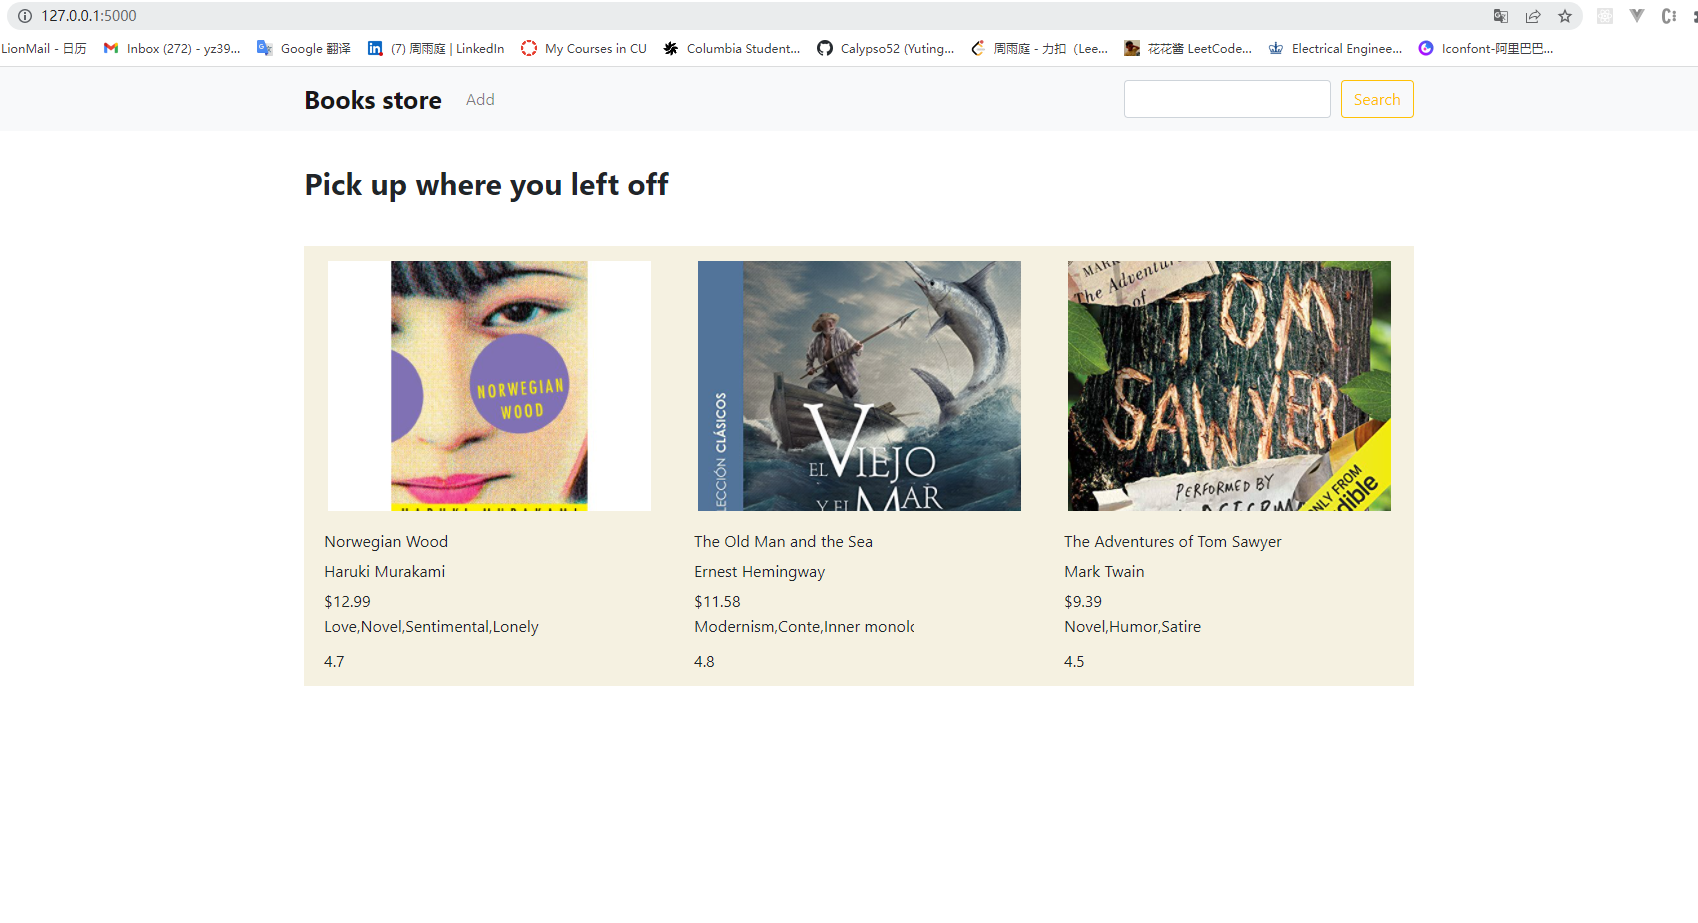 127.0.0.1:5000
LionMail - 日历 Inbox (272) - yz39... Google 翻译 (7) 周雨庭 | LinkedIn My Courses in CU Columbia Student... Calypso52 (Yuting... 周雨庭 - 力扣（Lee... 花花酱 LeetCode... Electrical Enginee... Iconfont-阿里巴巴...
Books store Add Search
Pick up where you left off
NORWEGIAN
WOOD
LECCIÓN CLÁSICOS
EL VIEJO
Y EL MAR
MARK
The Adventur
of
TOM
SAWYER
PERFORMED BY
ONLY FROM
dible
Norwegian Wood The Old Man and the Sea The Adventures of Tom Sawyer
Haruki Murakami Ernest Hemingway Mark Twain
$12.99 $11.58 $9.39
Love,Novel,Sentimental,Lonely Modernism,Conte,Inner monolo Novel,Humor,Satire
4.7 4.8 4.5